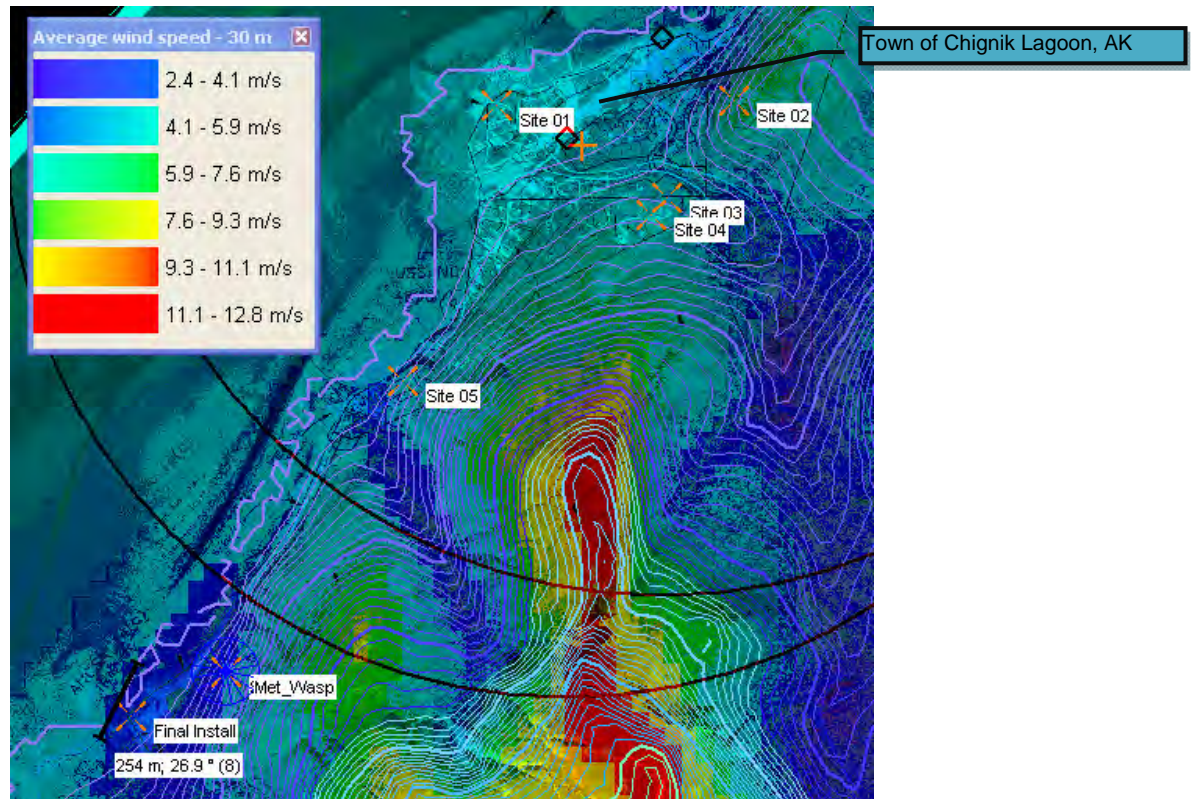 Average wind speed - 30 m
2.4 - 4.1 m/s
4.1 - 5.9 m/s
5.9 - 7.6 m/s
7.6 - 9.3 m/s
9.3 - 11.1 m/s
11.1 - 12.8 m/s
Town of Chignik Lagoon, AK
Site 01
Site 02
Site 03
Site 04
Site 05
Met_Wasp
Final Install
254 m; 26.9 ° (8)